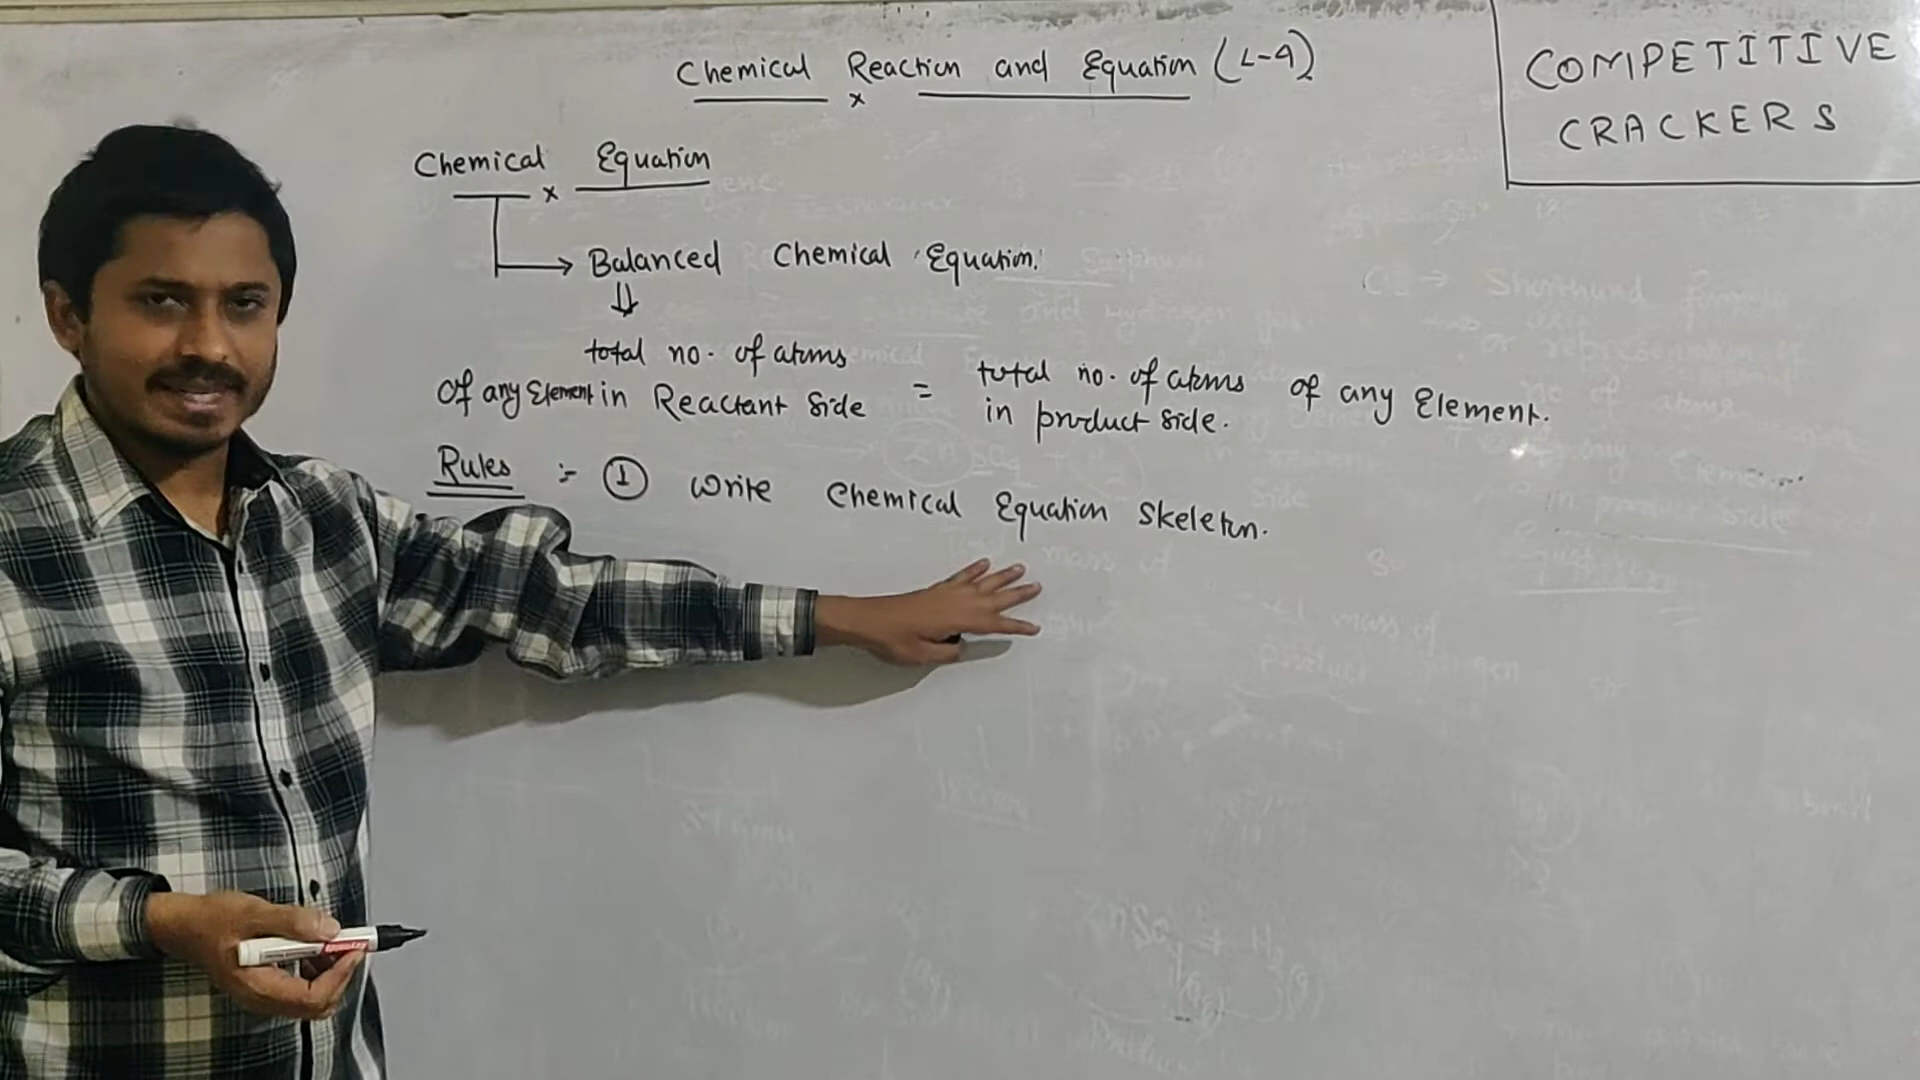 Chemical Reaction and Equation (L-4)
COMPETITIVE
CRACKERS
Chemical Equation
Balanced Chemical Equation.
total no. of atoms
of any Element in Reactant Side = total no. of atoms of any Element.
in product side.
Rules :- ① Write Chemical Equation Skeleton.
ZnSO4 + H2